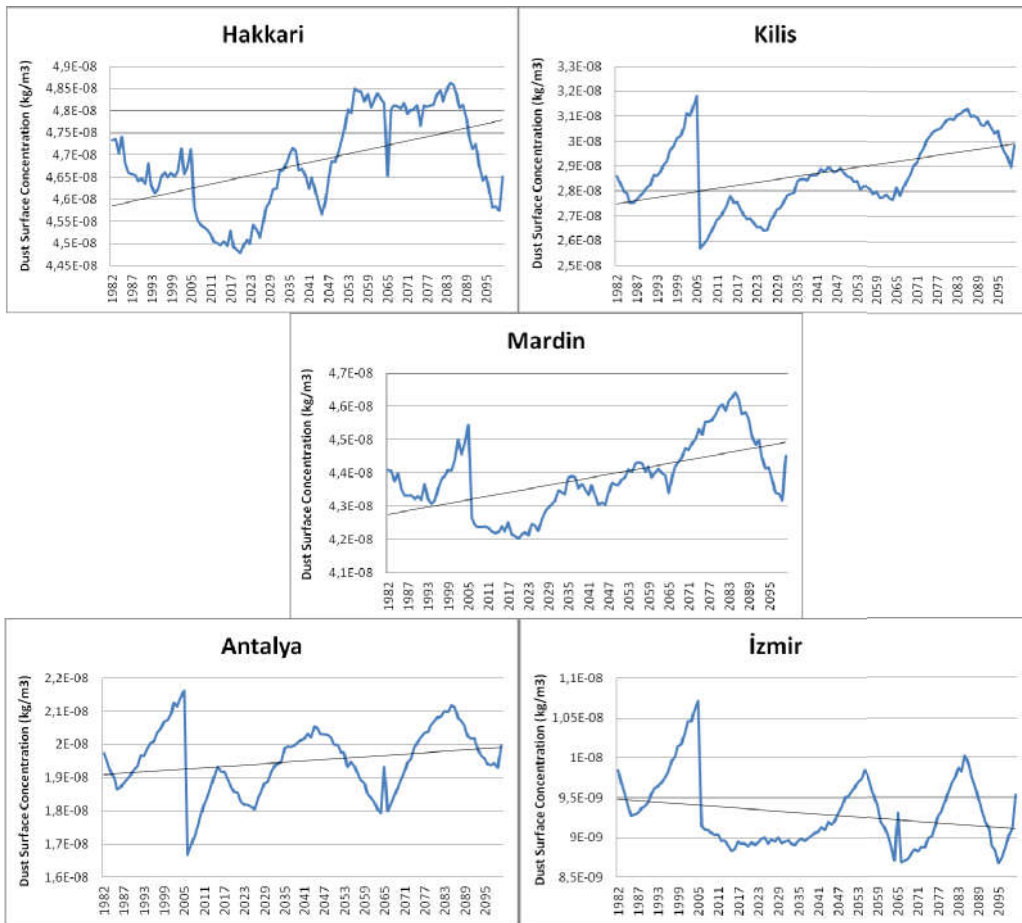 Hakkari
Dust Surface Concentration (kg/m3)
4,9E-08
4,85E-08
4,8E-08
4,75E-08
4,7E-08
4,65E-08
4,6E-08
4,55E-08
4,5E-08
4,45E-08
1982 1987 1993 1999 2005 2011 2017 2023 2029 2035 2041 2047 2053 2059 2065 2071 2077 2083 2089 2095
Kilis
Dust Surface Concentration (kg/m3)
3,3E-08
3,2E-08
3,1E-08
3E-08
2,9E-08
2,8E-08
2,7E-08
2,6E-08
2,5E-08
1982 1987 1993 1999 2005 2011 2017 2023 2029 2035 2041 2047 2053 2059 2065 2071 2077 2083 2089 2095
Mardin
Dust Surface Concentration (kg/m3)
4,7E-08
4,6E-08
4,5E-08
4,4E-08
4,3E-08
4,2E-08
4,1E-08
1982 1987 1993 1999 2005 2011 2017 2023 2029 2035 2041 2047 2053 2059 2065 2071 2077 2083 2089 2095
Antalya
Dust Surface Concentration (kg/m3)
2,2E-08
2,1E-08
2E-08
1,9E-08
1,8E-08
1,7E-08
1,6E-08
1982 1987 1993 1999 2005 2011 2017 2023 2029 2035 2041 2047 2053 2059 2065 2071 2077 2083 2089 2095
İzmir
Dust Surface Concentration (kg/m3)
1,1E-08
1,05E-08
1E-08
9,5E-09
9E-09
8,5E-09
1982 1987 1993 1999 2005 2011 2017 2023 2029 2035 2041 2047 2053 2059 2065 2071 2077 2083 2089 2095